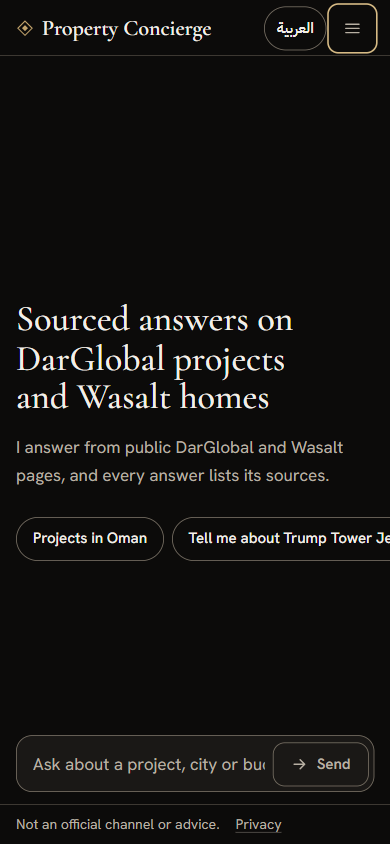 Property Concierge
العربية
Sourced answers on
DarGlobal projects
and Wasalt homes
I answer from public DarGlobal and Wasalt
pages, and every answer lists its sources.
Projects in Oman
Tell me about Trump Tower Je
Ask about a project, city or bu
Send
Not an official channel or advice.
Privacy